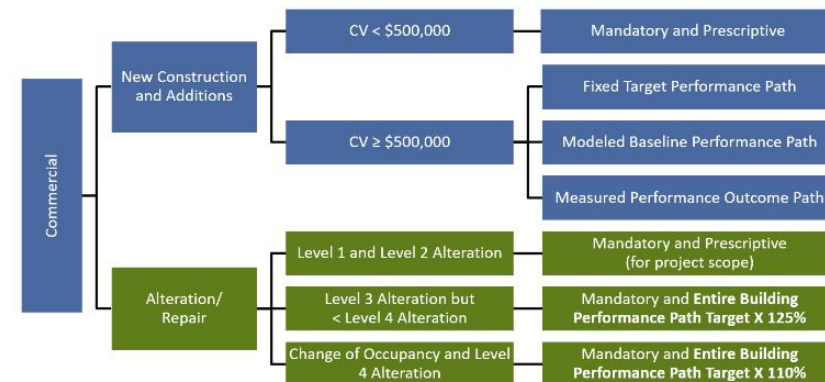 Commercial
New Construction
and Additions
CV < $500,000
Mandatory and Prescriptive
CV ≥ $500,000
Fixed Target Performance Path
Modeled Baseline Performance Path
Measured Performance Outcome Path
Alteration/
Repair
Level 1 and Level 2 Alteration
Mandatory and Prescriptive
(for project scope)
Level 3 Alteration but
< Level 4 Alteration
Mandatory and Entire Building
Performance Path Target X 125%
Change of Occupancy and Level
4 Alteration
Mandatory and Entire Building
Performance Path Target X 110%